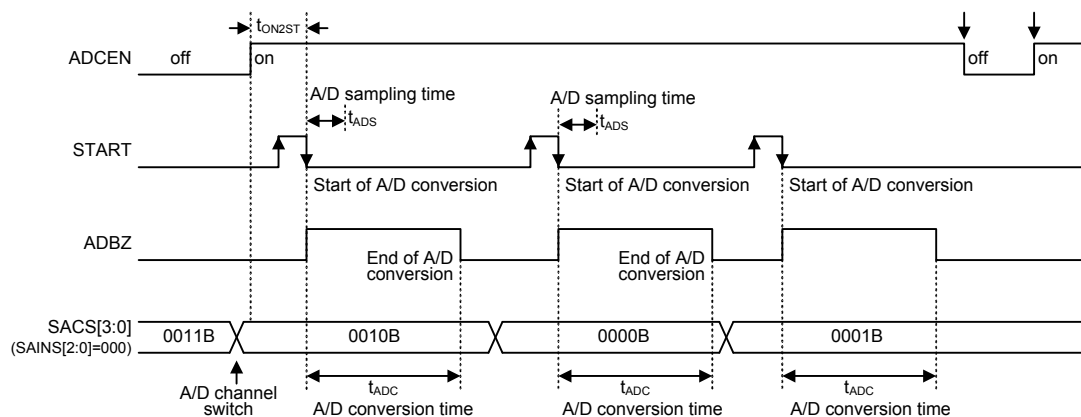 tON2ST
ADCEN
off
on
off
on
A/D sampling time
tADS
A/D sampling time
tADS
START
Start of A/D conversion
Start of A/D conversion
Start of A/D conversion
ADBZ
End of A/D
conversion
End of A/D
conversion
SACS[3:0]
(SAINS[2:0]=000)
0011B
0010B
0000B
0001B
A/D channel
switch
tADC
A/D conversion time
tADC
A/D conversion time
tADC
A/D conversion time